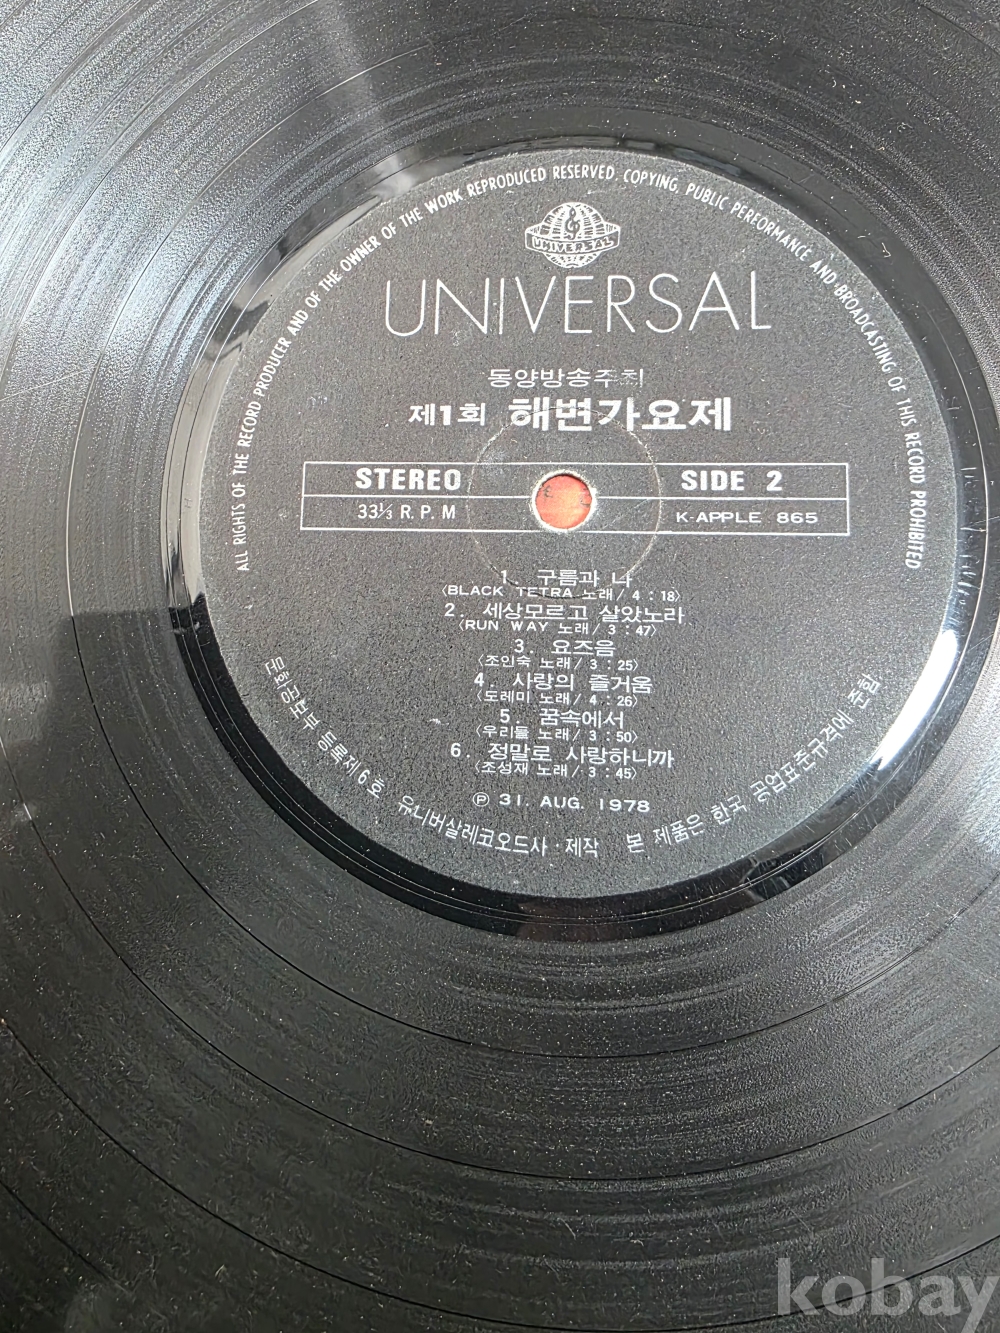 ALL RIGHTS OF THE RECORD PRODUCER AND OF THE OWNER OF THE WORK REPRODUCED RESERVED. COPYING, PUBLIC PERFORMANCE AND BROADCASTING OF THIS RECORD PROHIBITED
UNIVERSAL
UNIVERSAL
동양방송주최
제1회 해변가요제
STEREO SIDE 2
33⅓ R.P.M K-APPLE 865
1. 구름과 나
〈BLACK TETRA 노래/4:18〉
2. 세상모르고 살았노라
〈RUN WAY 노래/3:47〉
3. 요즈음
〈조인숙 노래/3:25〉
4. 사랑의 즐거움
〈도레미 노래/4:26〉
5. 꿈속에서
〈우리들 노래/3:50〉
6. 정말로 사랑하니까
〈조성재 노래/3:45〉
Ⓟ 31. AUG. 1978
문화공보부 등록제6호 유니버살레코오드사·제작 본 제품은 한국 공업표준규격에 준함
kobay